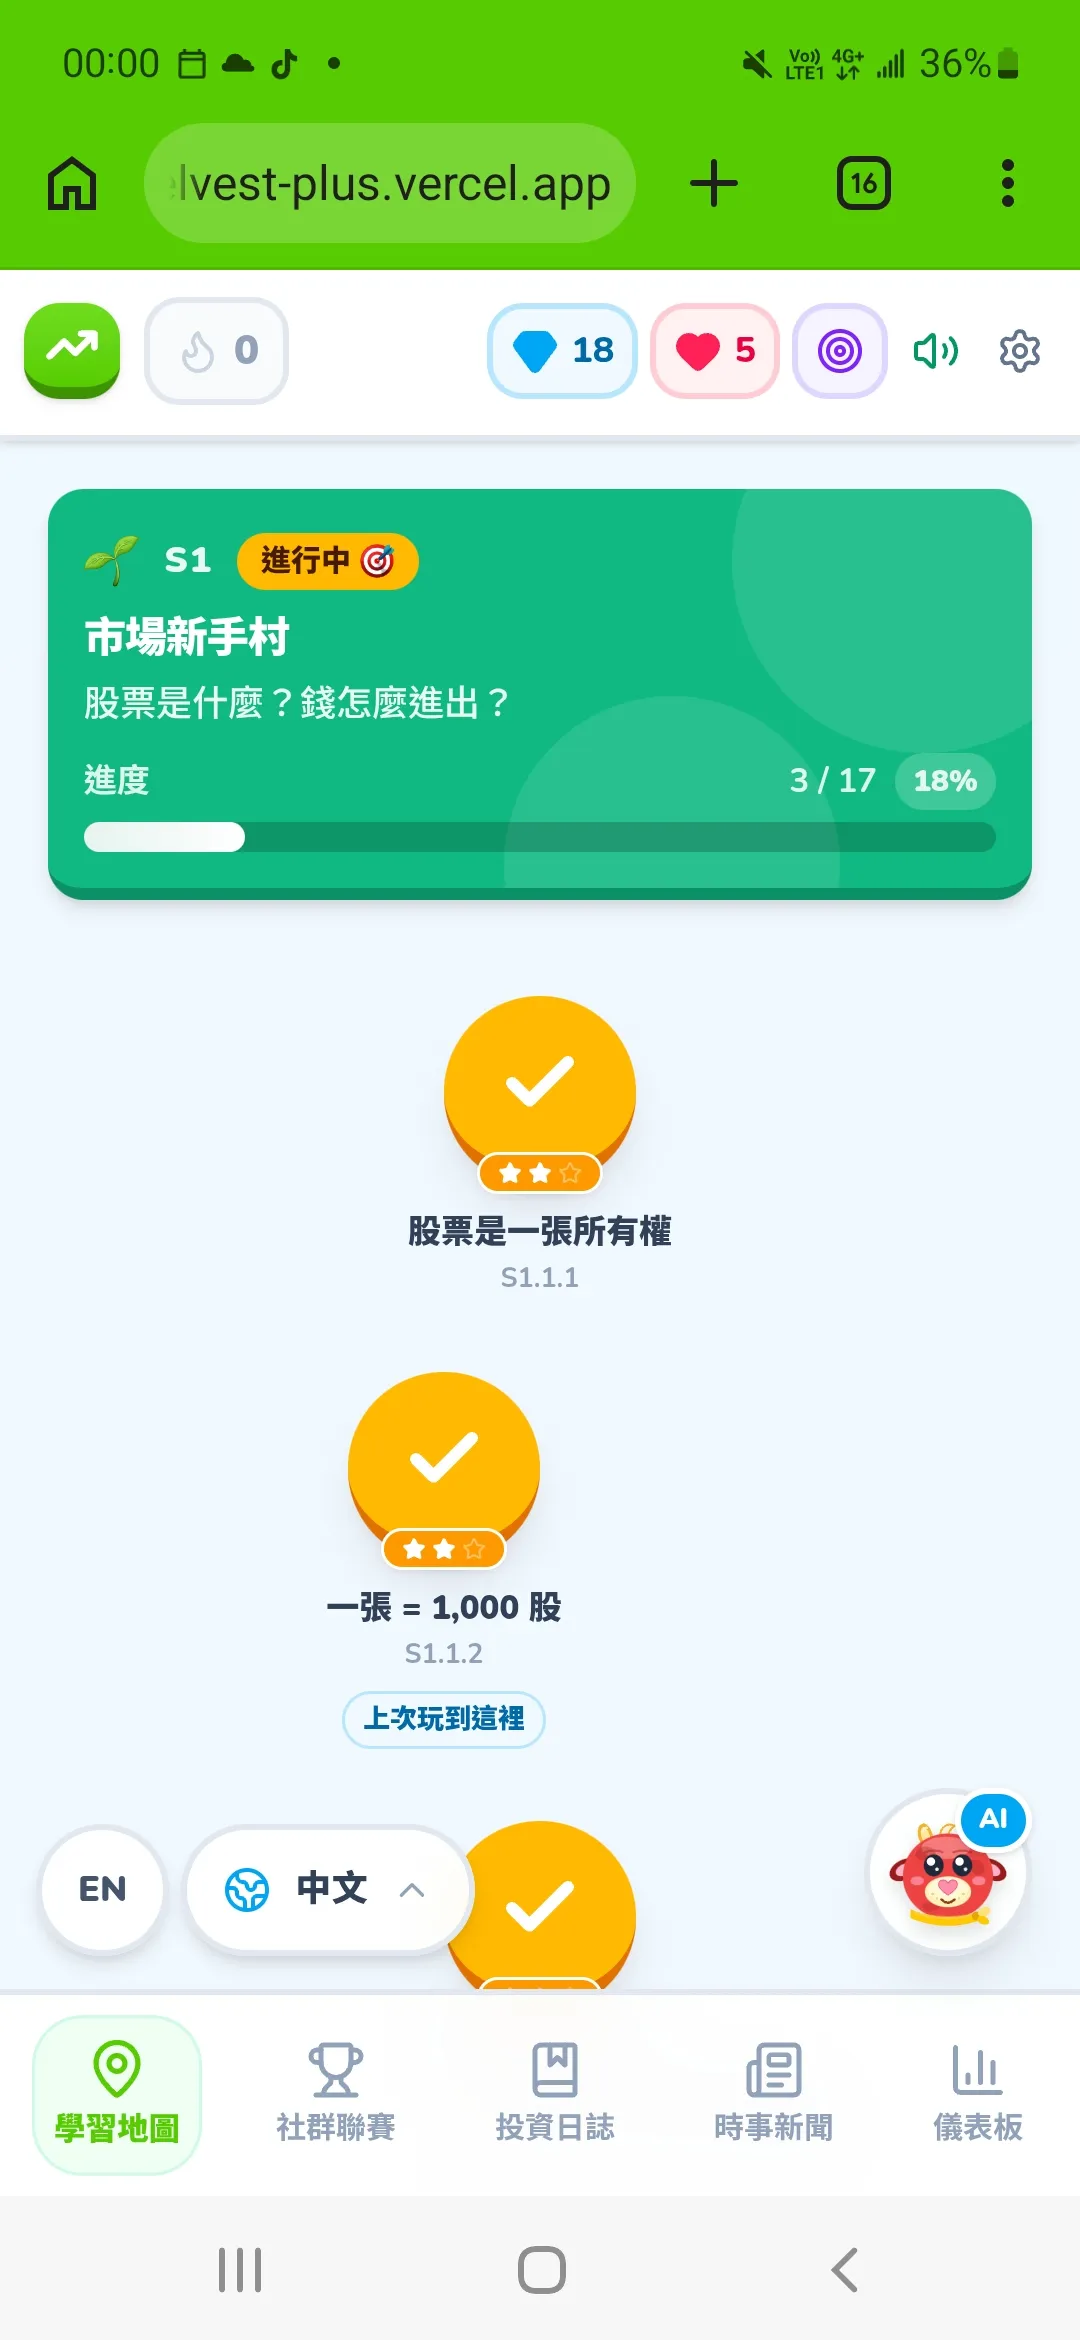 00:00
Vo)) LTE1 4G+ 36%
lvest-plus.vercel.app
16
0
18
5
S1
進行中
市場新手村
股票是什麼？錢怎麼進出？
進度
3 / 17
18%
股票是一張所有權
S1.1.1
一張 = 1,000 股
S1.1.2
上次玩到這裡
AI
EN
中文
學習地圖
社群聯賽
投資日誌
時事新聞
儀表板